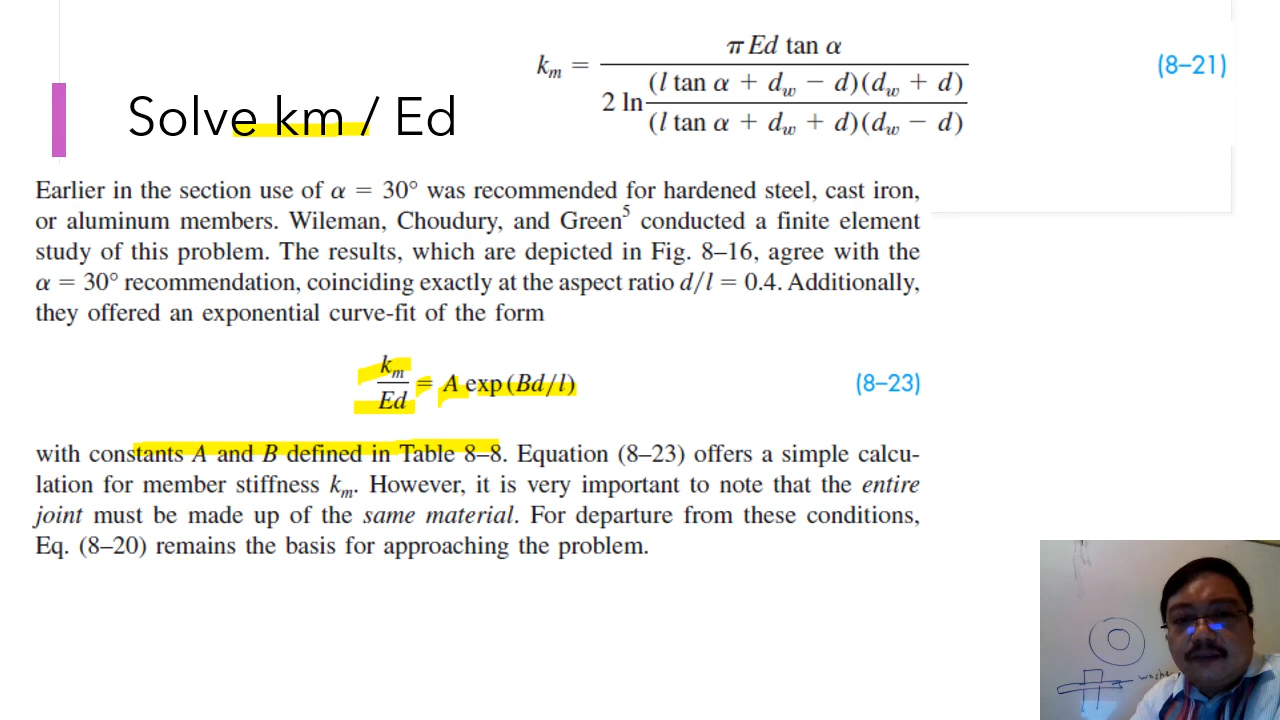 k_m = π Ed tan α / 2 ln (l tan α + d_w − d)(d_w + d) / (l tan α + d_w + d)(d_w − d) (8–21)
Solve km / Ed
Earlier in the section use of α = 30° was recommended for hardened steel, cast iron,
or aluminum members. Wileman, Choudury, and Green⁵ conducted a finite element
study of this problem. The results, which are depicted in Fig. 8–16, agree with the
α = 30° recommendation, coinciding exactly at the aspect ratio d/l = 0.4. Additionally,
they offered an exponential curve-fit of the form
k_m / Ed = A exp(Bd/l) (8–23)
with constants A and B defined in Table 8–8. Equation (8–23) offers a simple calcu-
lation for member stiffness k_m. However, it is very important to note that the entire
joint must be made up of the same material. For departure from these conditions,
Eq. (8–20) remains the basis for approaching the problem.